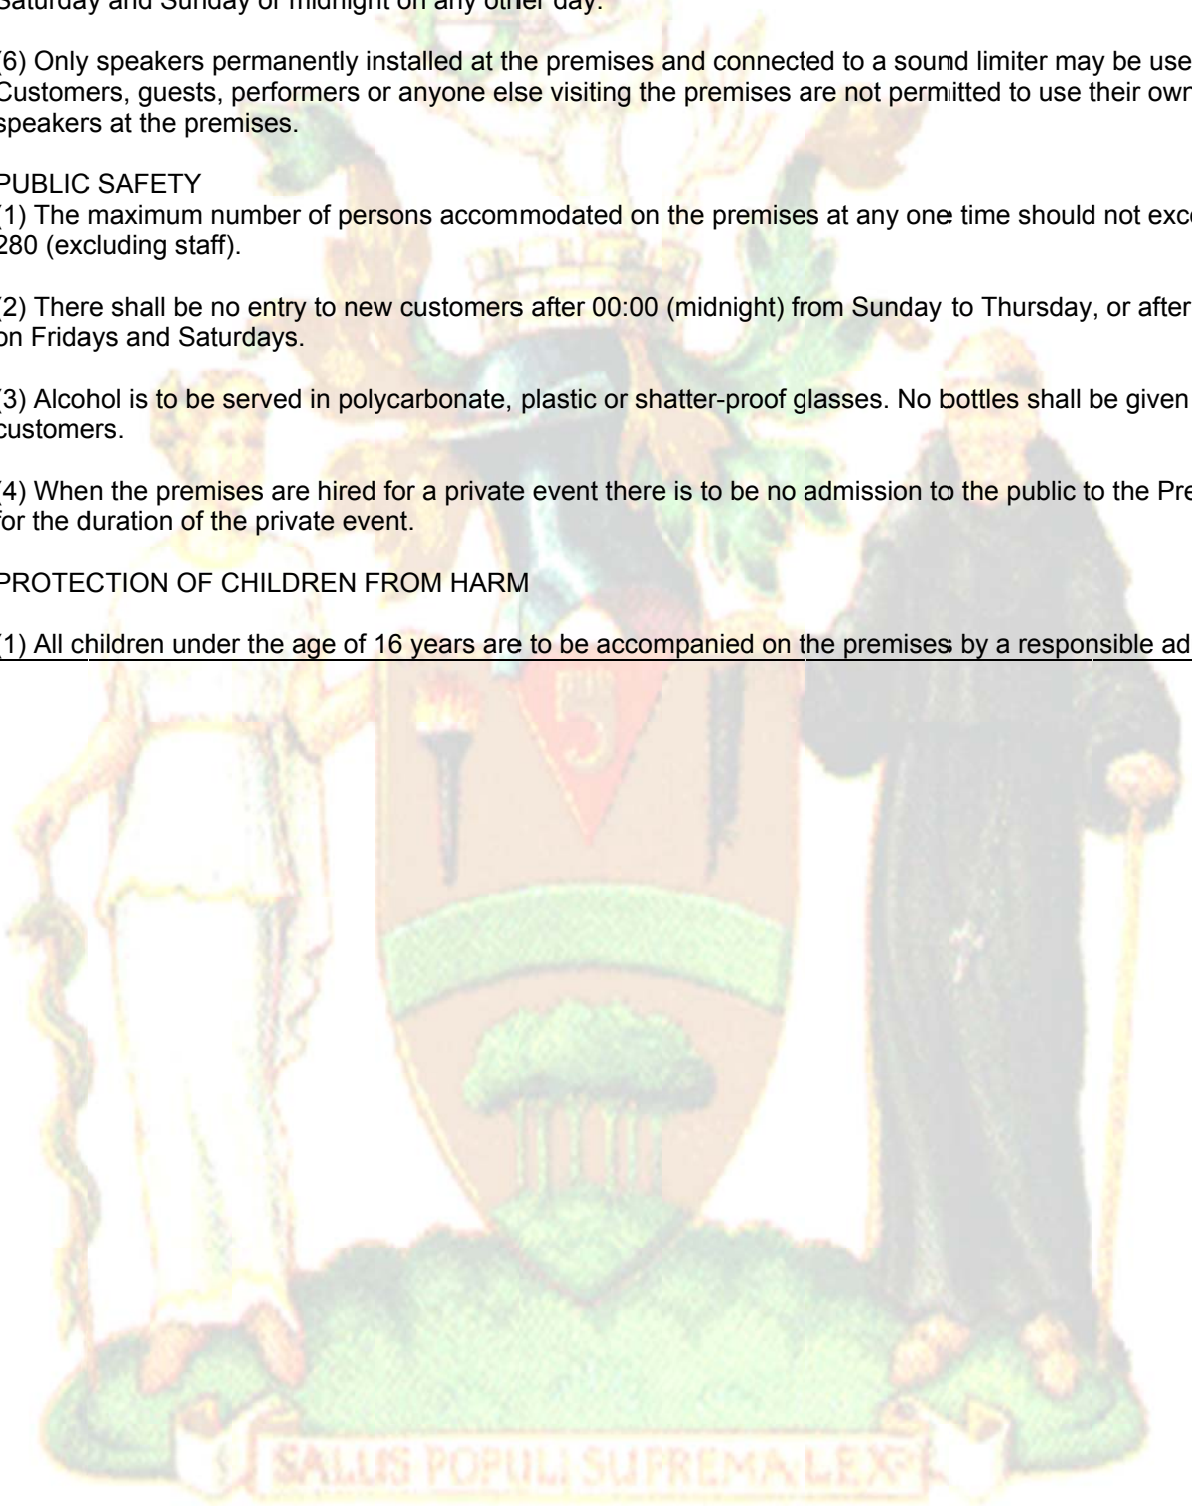 Saturday and Sunday or midnight on any other day.
(6) Only speakers permanently installed at the premises and connected to a sound limiter may be use
Customers, guests, performers or anyone else visiting the premises are not permitted to use their own
speakers at the premises.
PUBLIC SAFETY
(1) The maximum number of persons accommodated on the premises at any one time should not exc
280 (excluding staff).
(2) There shall be no entry to new customers after 00:00 (midnight) from Sunday to Thursday, or after
on Fridays and Saturdays.
(3) Alcohol is to be served in polycarbonate, plastic or shatter-proof glasses. No bottles shall be given
customers.
(4) When the premises are hired for a private event there is to be no admission to the public to the Pre
for the duration of the private event.
PROTECTION OF CHILDREN FROM HARM
(1) All children under the age of 16 years are to be accompanied on the premises by a responsible ad
SALUS POPULI SUPREMA LEX